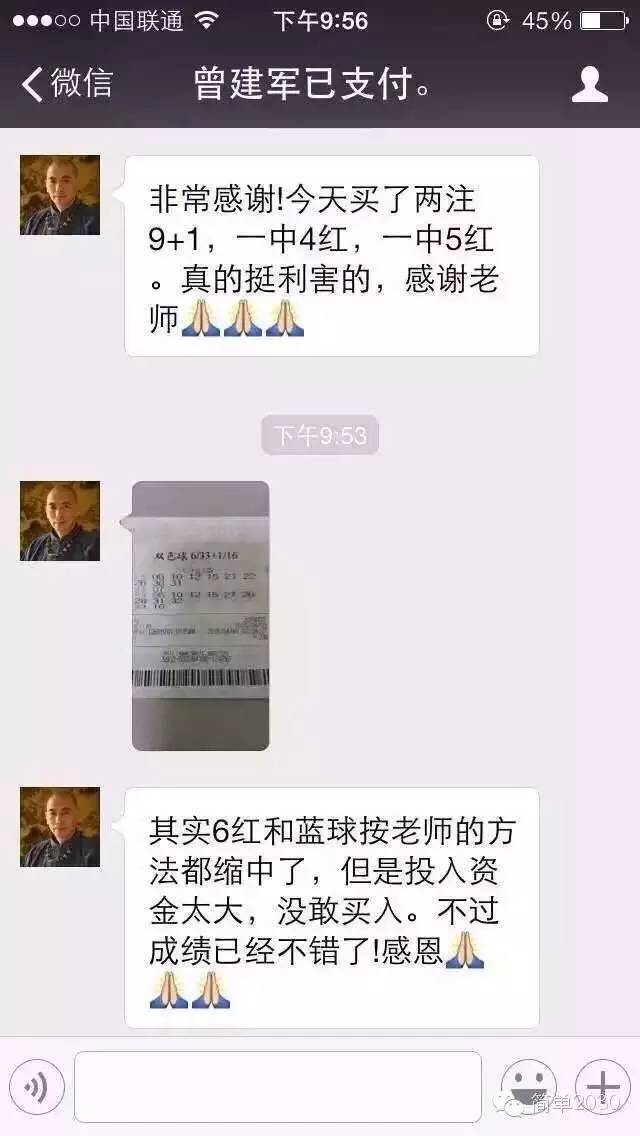 中国联通 下午9:56 45%
微信 曾建军已支付。
非常感谢!今天买了两注
9+1，一中4红，一中5红
。真的挺利害的，感谢老
师🙏🙏🙏
下午9:53
双色球 6/33+1/16
其实6红和蓝球按老师的方
法都缩中了，但是投入资
金太大，没敢买入。不过
成绩已经不错了!感恩🙏
🙏🙏
简单2030